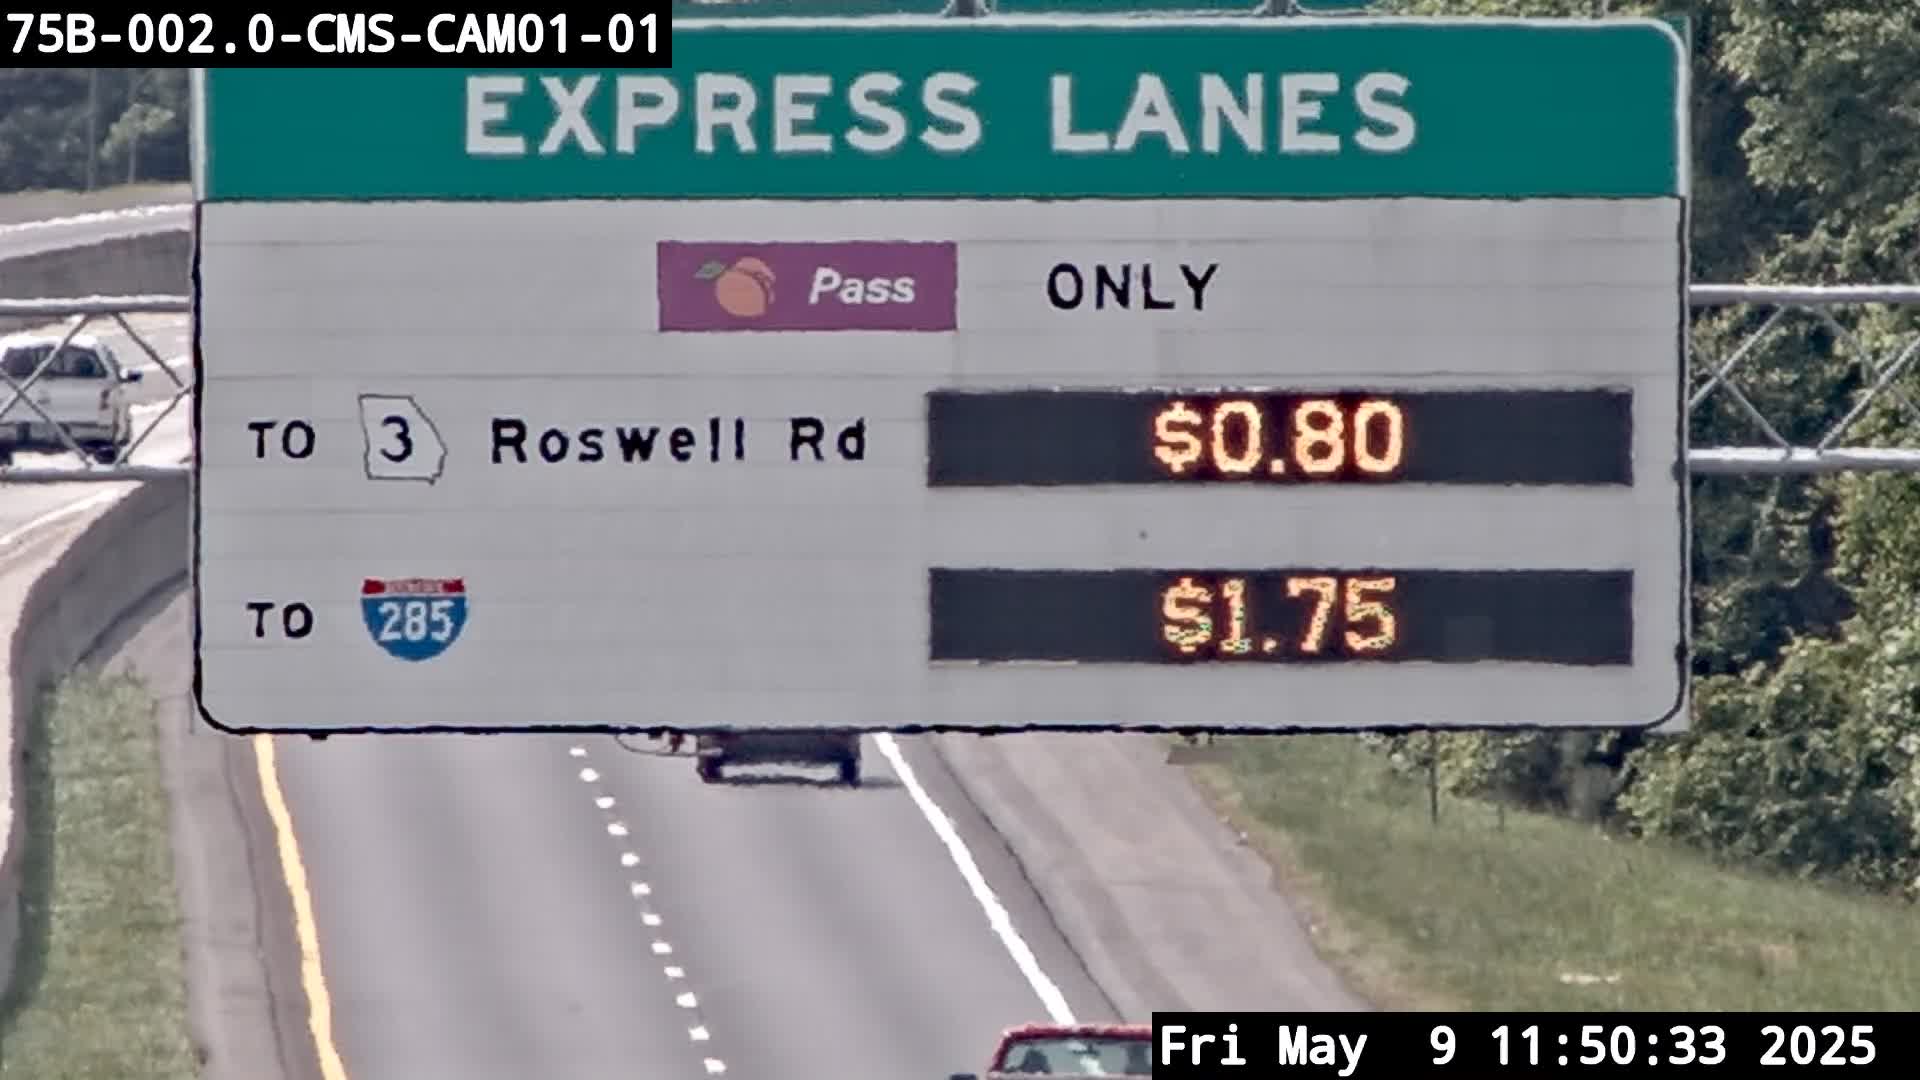 75B-002.0-CMS-CAM01-01
EXPRESS LANES
Pass ONLY
TO 3 Roswell Rd $0.80
TO 285 $1.75
Fri May 9 11:50:33 2025